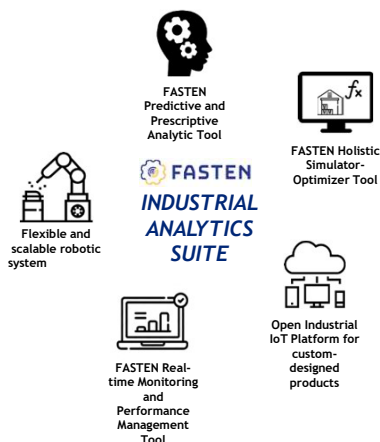 FASTEN
Predictive and
Prescriptive
Analytic Tool
fx
FASTEN Holistic
Simulator-
Optimizer Tool
FASTEN
INDUSTRIAL
ANALYTICS
SUITE
Flexible and
scalable robotic
system
Open Industrial
IoT Platform for
custom-
designed
products
FASTEN Real-
time Monitoring
and
Performance
Management
Tool